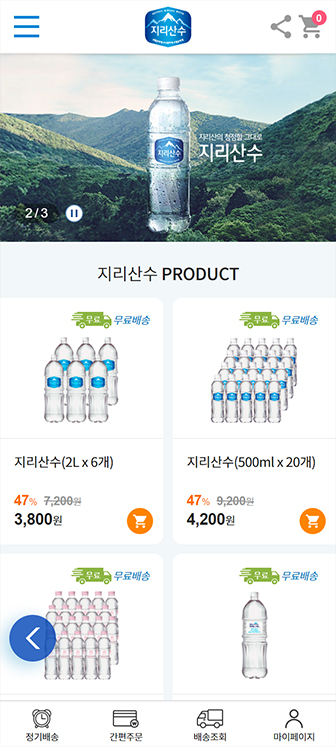 지리산수
0
지리산의 청정함 그대로
지리산수
지리산수
2 / 3
지리산수 PRODUCT
무료 무료배송
무료 무료배송
지리산수(2L x 6개)
지리산수(500ml x 20개)
47% 7,200원
3,800원
47% 9,200원
4,200원
무료 무료배송
무료 무료배송
정기배송
간편주문
배송조회
마이페이지